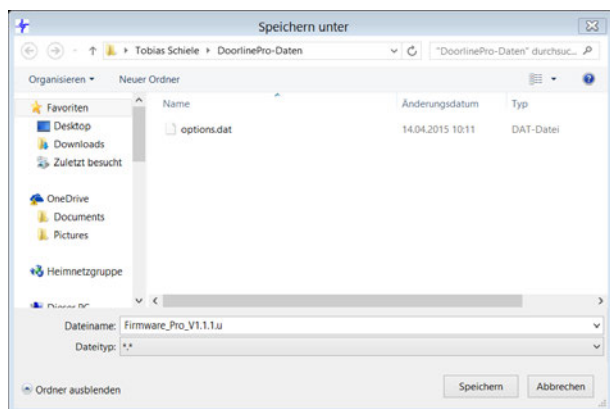 Speichern unter
Tobias Schiele DoorlinePro-Daten "DoorlinePro-Daten" durchsuc...
Organisieren Neuer Ordner
Favoriten
Desktop
Downloads
Zuletzt besucht
OneDrive
Documents
Pictures
Heimnetzgruppe
Dieser PC
Name Änderungsdatum Typ
options.dat 14.04.2015 10:11 DAT-Datei
Dateiname: Firmware_Pro_V1.1.1.u
Dateityp: *.*
Ordner ausblenden Speichern Abbrechen